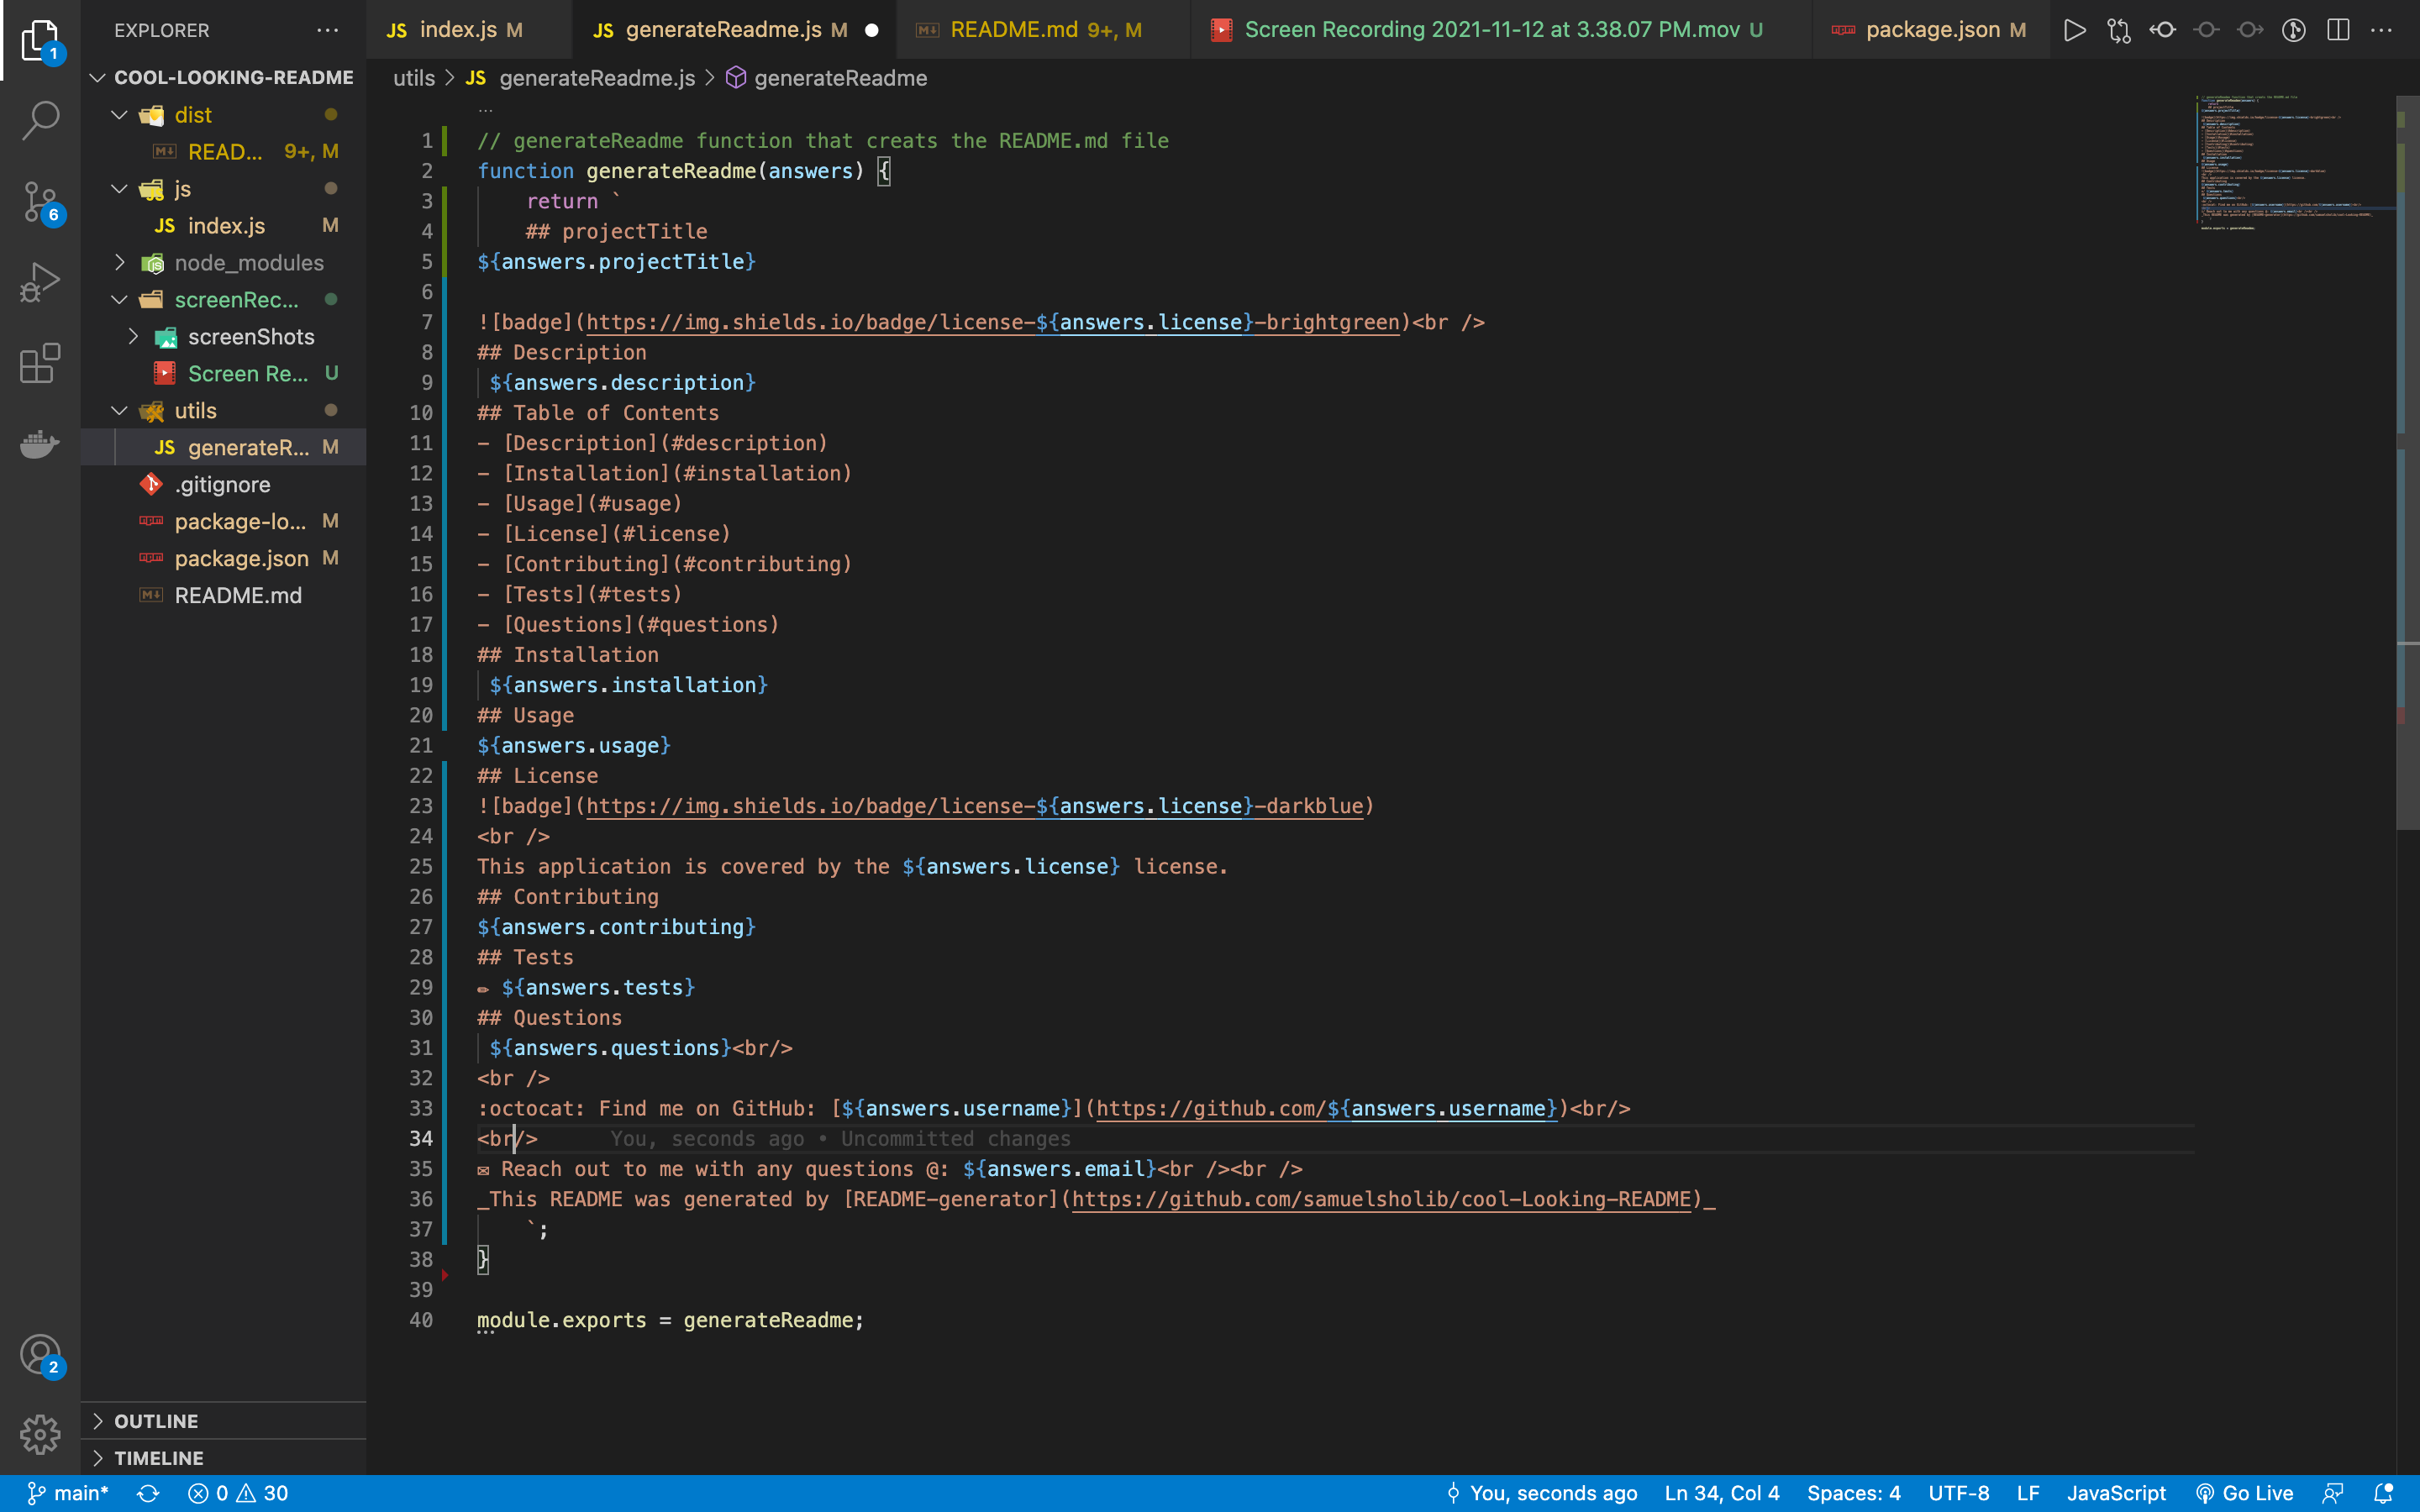 EXPLORER
COOL-LOOKING-README
dist
READ... 9+, M
js
JS index.js M
node_modules
screenRec...
screenShots
Screen Re... U
utils
JS generateR... M
.gitignore
package-lo... M
package.json M
README.md
OUTLINE
TIMELINE
1
6
2
JS index.js M
JS generateReadme.js M
README.md 9+, M
Screen Recording 2021-11-12 at 3.38.07 PM.mov U
package.json M
utils > JS generateReadme.js > generateReadme
...
1 // generateReadme function that creats the README.md file
2 function generateReadme(answers) {
3 return `
4 ## projectTitle
5 ${answers.projectTitle}
6
7 ![badge](https://img.shields.io/badge/license-${answers.license}-brightgreen)<br />
8 ## Description
9 ${answers.description}
10 ## Table of Contents
11 - [Description](#description)
12 - [Installation](#installation)
13 - [Usage](#usage)
14 - [License](#license)
15 - [Contributing](#contributing)
16 - [Tests](#tests)
17 - [Questions](#questions)
18 ## Installation
19 ${answers.installation}
20 ## Usage
21 ${answers.usage}
22 ## License
23 ![badge](https://img.shields.io/badge/license-${answers.license}-darkblue)
24 <br />
25 This application is covered by the ${answers.license} license.
26 ## Contributing
27 ${answers.contributing}
28 ## Tests
29 ✏ ${answers.tests}
30 ## Questions
31 ${answers.questions}<br/>
32 <br />
33 :octocat: Find me on GitHub: [${answers.username}](https://github.com/${answers.username})<br/>
34 <br/> You, seconds ago • Uncommitted changes
35 ✉ Reach out to me with any questions @: ${answers.email}<br /><br />
36 _This README was generated by [README-generator](https://github.com/samuelsholib/cool-Looking-README)_
37 `;
38 }
39
40 module.exports = generateReadme;
main* 0 30 You, seconds ago Ln 34, Col 4 Spaces: 4 UTF-8 LF JavaScript Go Live